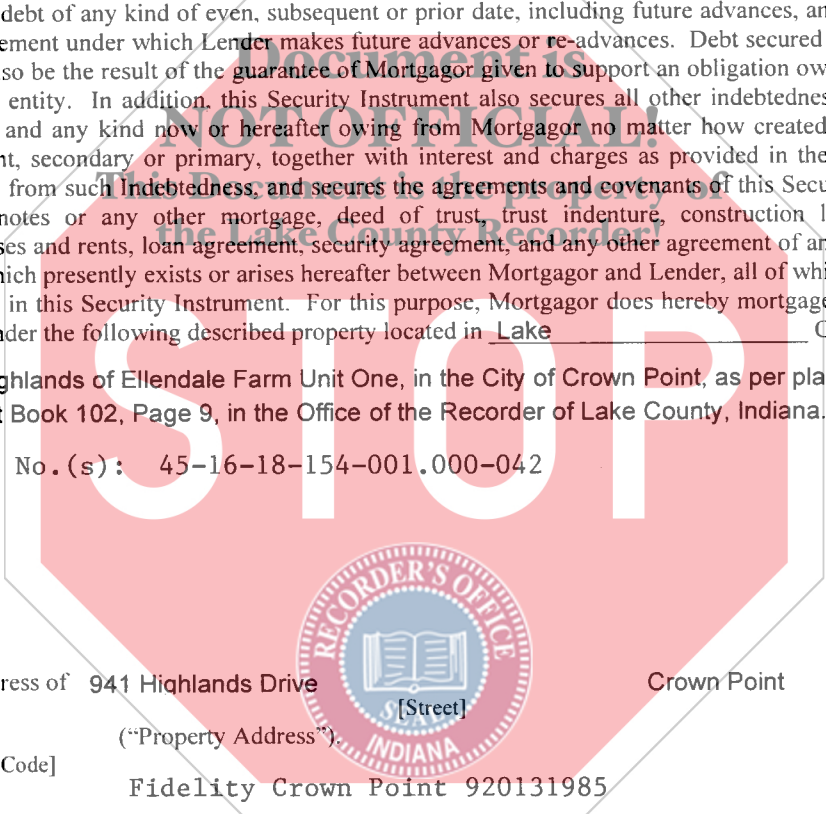 debt of any kind of even, subsequent or prior date, including future advances, an
ement under which Lender makes future advances or re-advances. Debt secured
Document is
so be the result of the guarantee of Mortgagor given to support an obligation ow
entity. In addition, this Security Instrument also secures all other indebtednes
NOT OFFICIAL!
and any kind now or hereafter owing from Mortgagor no matter how created
nt, secondary or primary, together with interest and charges as provided in the
This Document is the property of
from such Indebtedness, and secures the agreements and covenants of this Secu
notes or any other mortgage, deed of trust, trust indenture, construction l
the Lake County Recorder!
ses and rents, loan agreement, security agreement, and any other agreement of an
hich presently exists or arises hereafter between Mortgagor and Lender, all of whi
in this Security Instrument. For this purpose, Mortgagor does hereby mortgage
nder the following described property located in Lake C
STOP
ghlands of Ellendale Farm Unit One, in the City of Crown Point, as per pla
t Book 102, Page 9, in the Office of the Recorder of Lake County, Indiana.
No.(s): 45-16-18-154-001.000-042
RECORDER'S OFFICE
SEAL
INDIANA
ress of 941 Highlands Drive Crown Point
[Street]
("Property Address").
Code]
Fidelity Crown Point 920131985